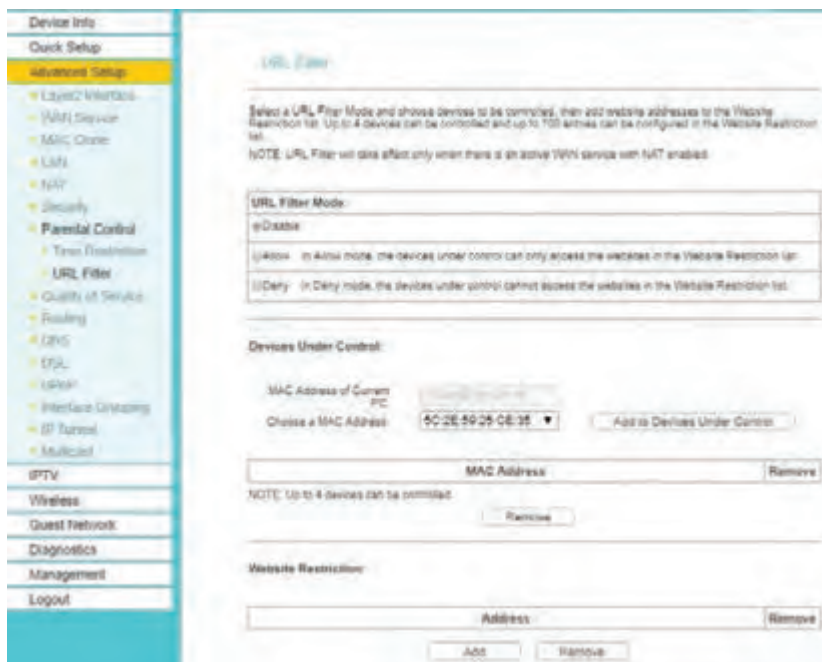 Device Info
Quick Setup
Advanced Setup
Layer2 Interface
WAN Service
MAC Clone
LAN
NAT
Security
Parental Control
Time Restriction
URL Filter
Quality of Service
Routing
DNS
DSL
UPNP
Interface Grouping
IP Tunnel
Multicast
IPTV
Wireless
Guest Network
Diagnostics
Management
Logout
URL Filter
Select a URL Filter Mode and choose devices to be controlled, then add website addresses to the Website
Restriction list. Up to 4 devices can be controlled and up to 100 entries can be configured in the Website Restriction
list.
NOTE: URL Filter will take effect only when there is an active WAN service with NAT enabled.
URL Filter Mode
Disable
Allow In Allow mode, the devices under control can only access the websites in the Website Restriction list.
Deny In Deny mode, the devices under control cannot access the websites in the Website Restriction list.
Devices Under Control:
MAC Address of Current
PC
Choose a MAC Address 5C:2E:59:25:CE:35 Add to Devices Under Control
MAC Address Remove
NOTE: Up to 4 devices can be controlled.
Remove
Website Restriction:
Address Remove
Add Remove